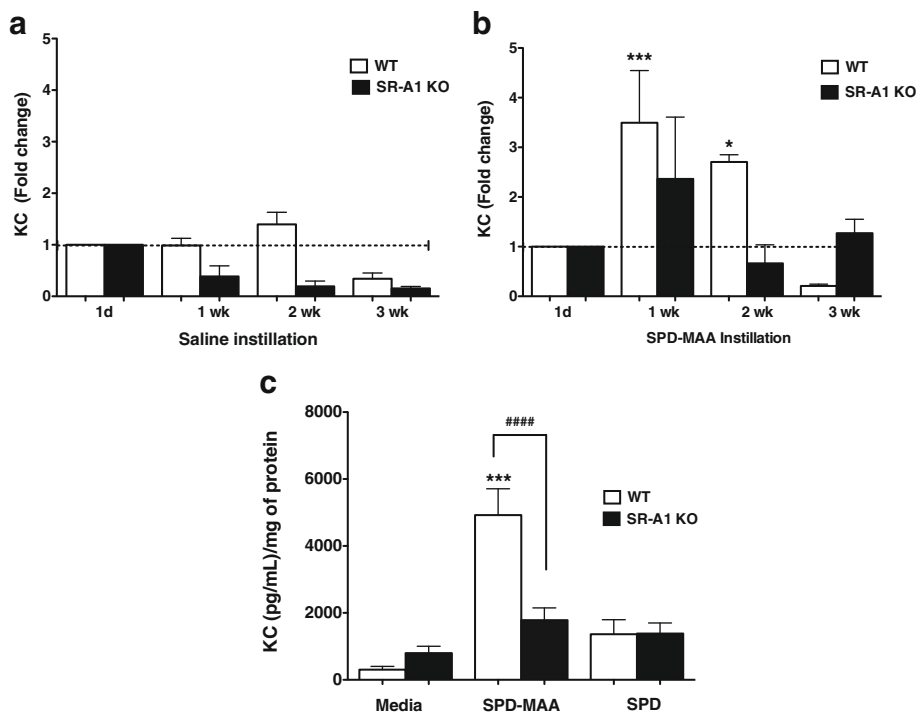 a
KC (Fold change)
5
4
3
2
1
0
WT
SR-A1 KO
1d 1 wk 2 wk 3 wk
Saline instillation
b
KC (Fold change)
5
4
3
2
1
0
***
*
WT
SR-A1 KO
1d 1 wk 2 wk 3 wk
SPD-MAA Instillation
c
KC (pg/mL)/mg of protein
8000
6000
4000
2000
0
####
***
WT
SR-A1 KO
Media SPD-MAA SPD